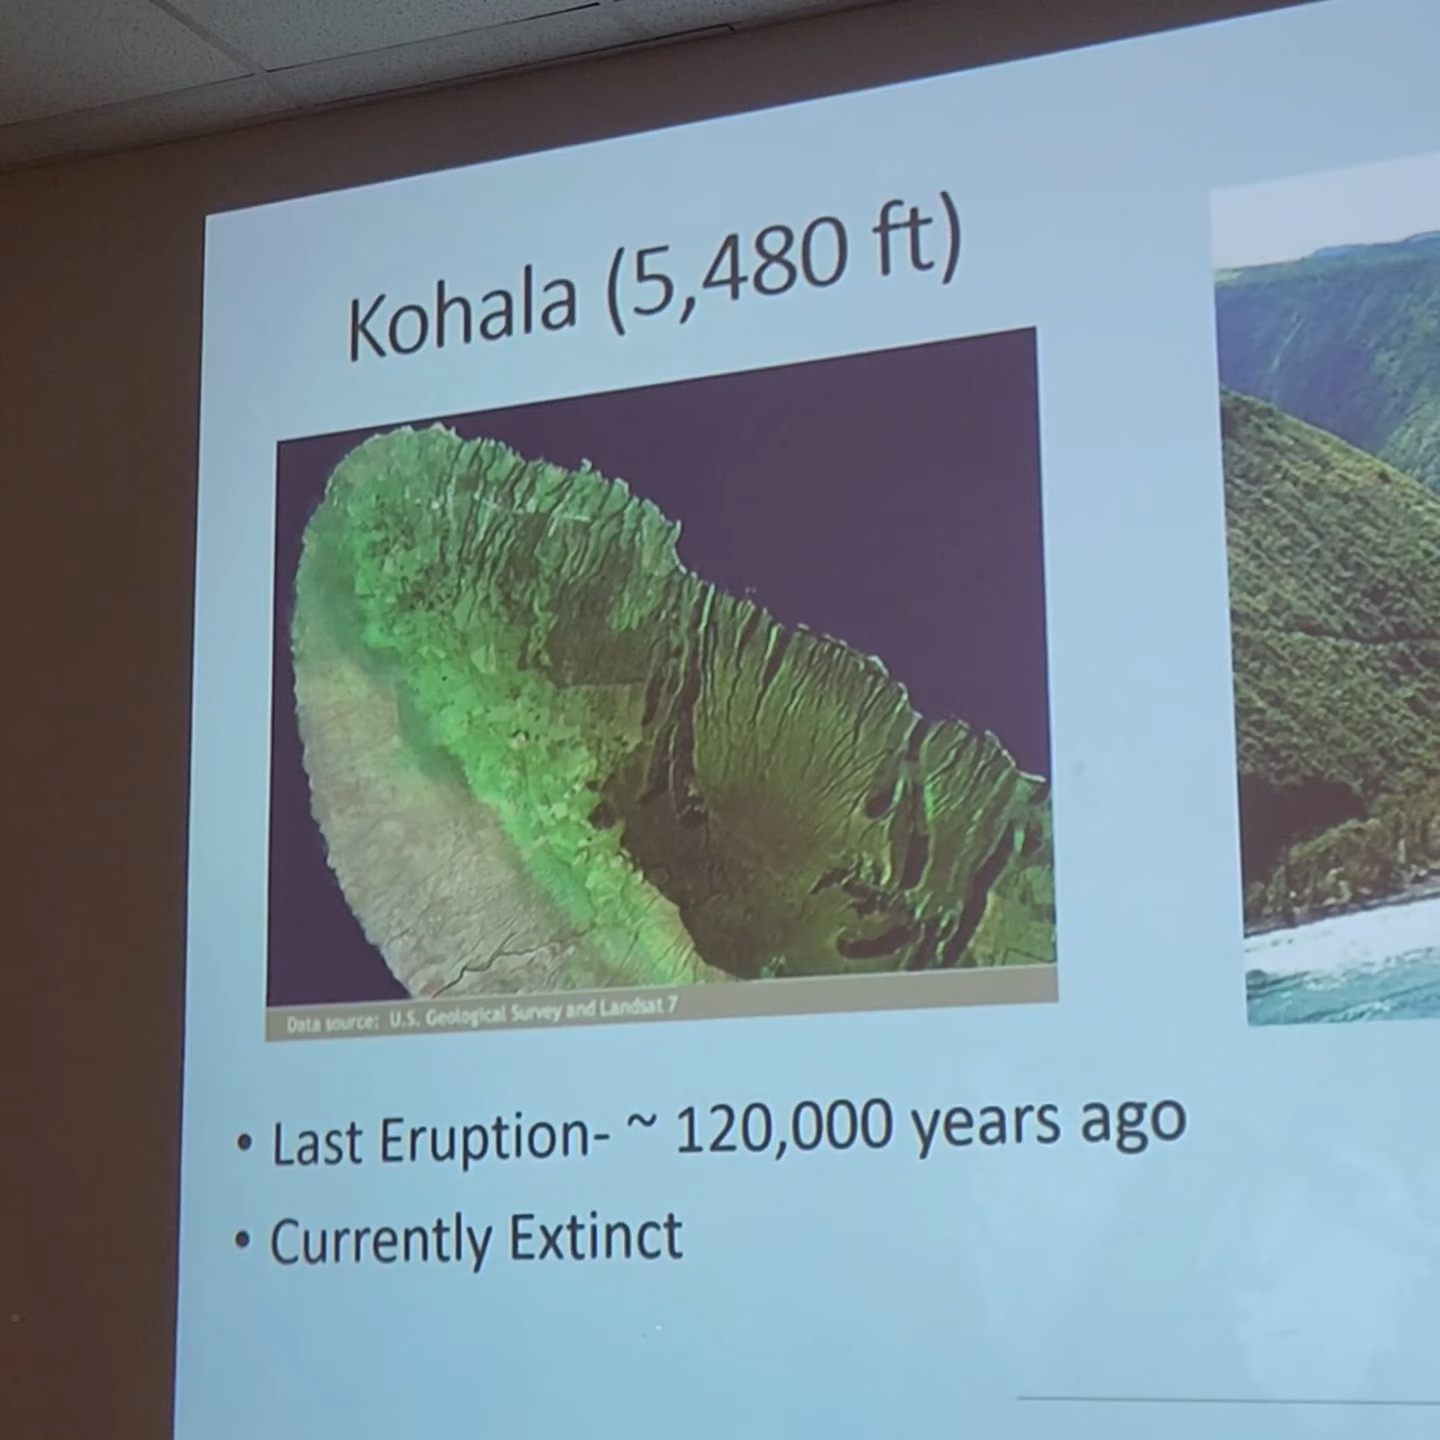 Kohala (5,480 ft)
Data source: U.S. Geological Survey and Landsat 7
• Last Eruption- ~ 120,000 years ago
• Currently Extinct